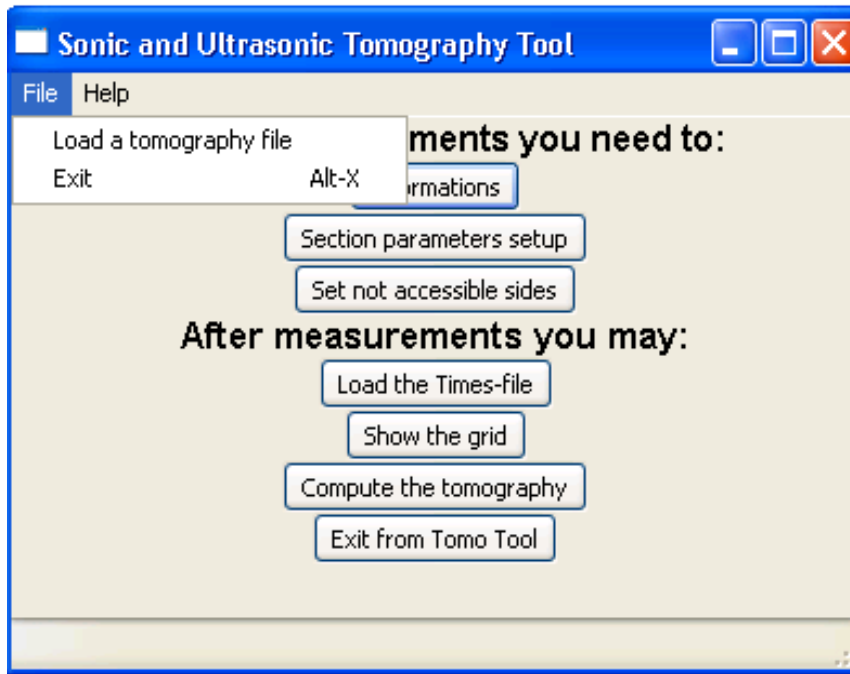 Sonic and Ultrasonic Tomography Tool
File Help
Load a tomography file
Exit Alt-X
ments you need to:
rmations
Section parameters setup
Set not accessible sides
After measurements you may:
Load the Times-file
Show the grid
Compute the tomography
Exit from Tomo Tool